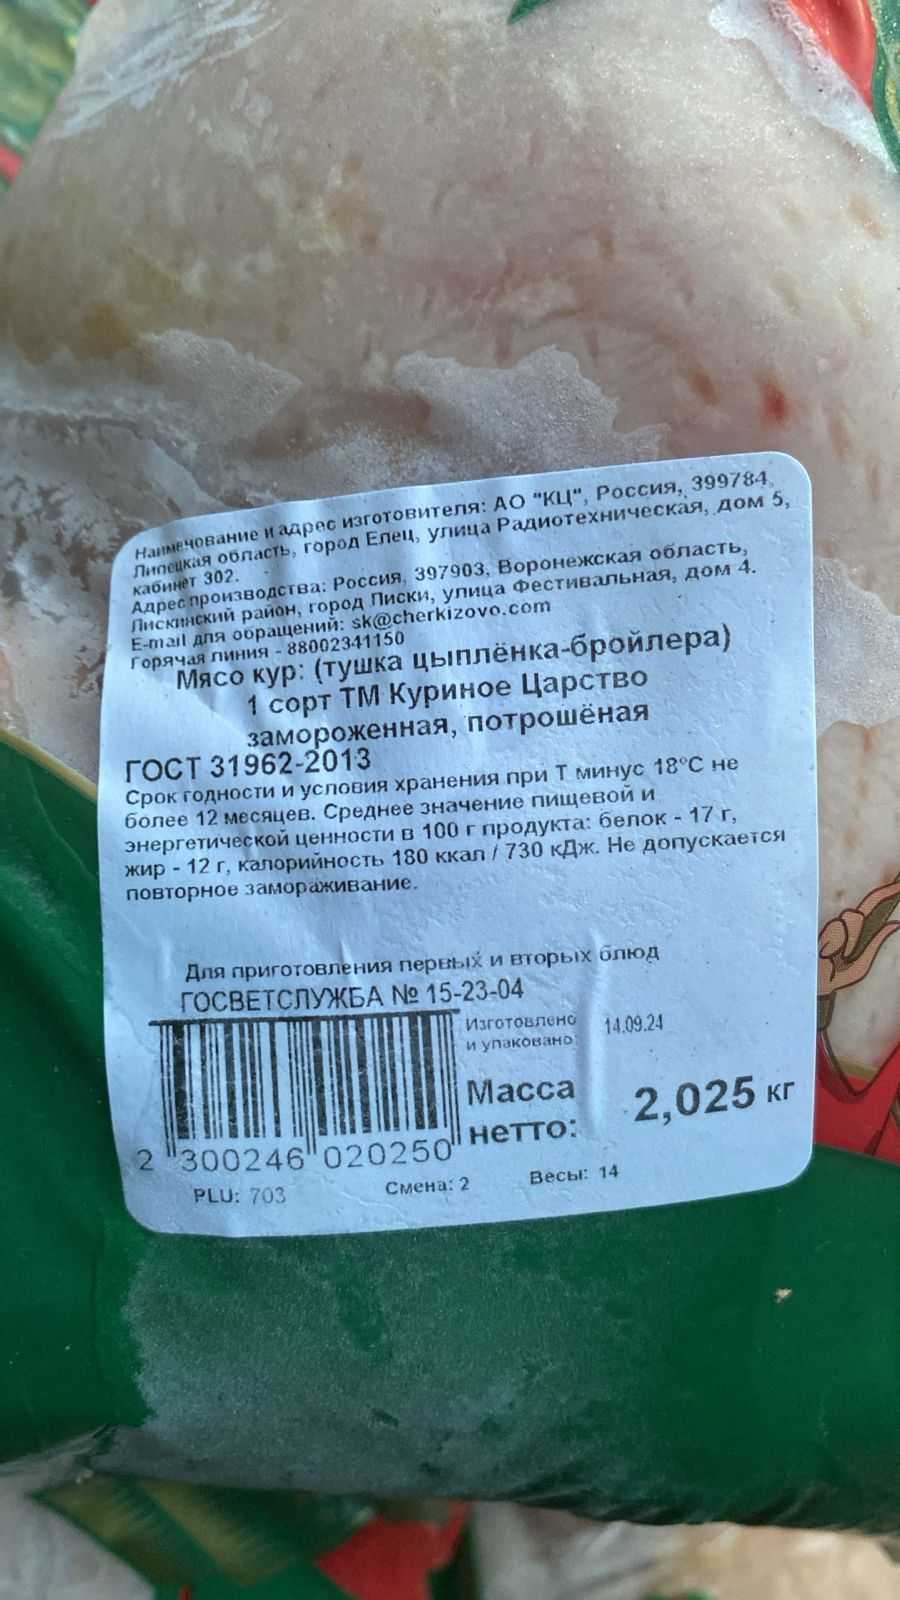 Наименование и адрес изготовителя: АО "КЦ", Россия, 399784,
Липецкая область, город Елец, улица Радиотехническая, дом 5,
кабинет 302.
Адрес производства: Россия, 397903, Воронежская область,
Лискинский район, город Лиски, улица Фестивальная, дом 4.
E-mail для обращений: sk@cherkizovo.com
Горячая линия - 88002341150
Мясо кур: (тушка цыплёнка-бройлера)
1 сорт ТМ Куриное Царство
замороженная, потрошёная
ГОСТ 31962-2013
Срок годности и условия хранения при Т минус 18°С не
более 12 месяцев. Среднее значение пищевой и
энергетической ценности в 100 г продукта: белок - 17 г,
жир - 12 г, калорийность 180 ккал / 730 кДж. Не допускается
повторное замораживание.
Для приготовления первых и вторых блюд
ГОСВЕТСЛУЖБА № 15-23-04
Изготовлено 14.09.24
и упаковано
Масса 2,025 кг
нетто:
2 300246 020250
PLU: 703 Смена: 2 Весы: 14